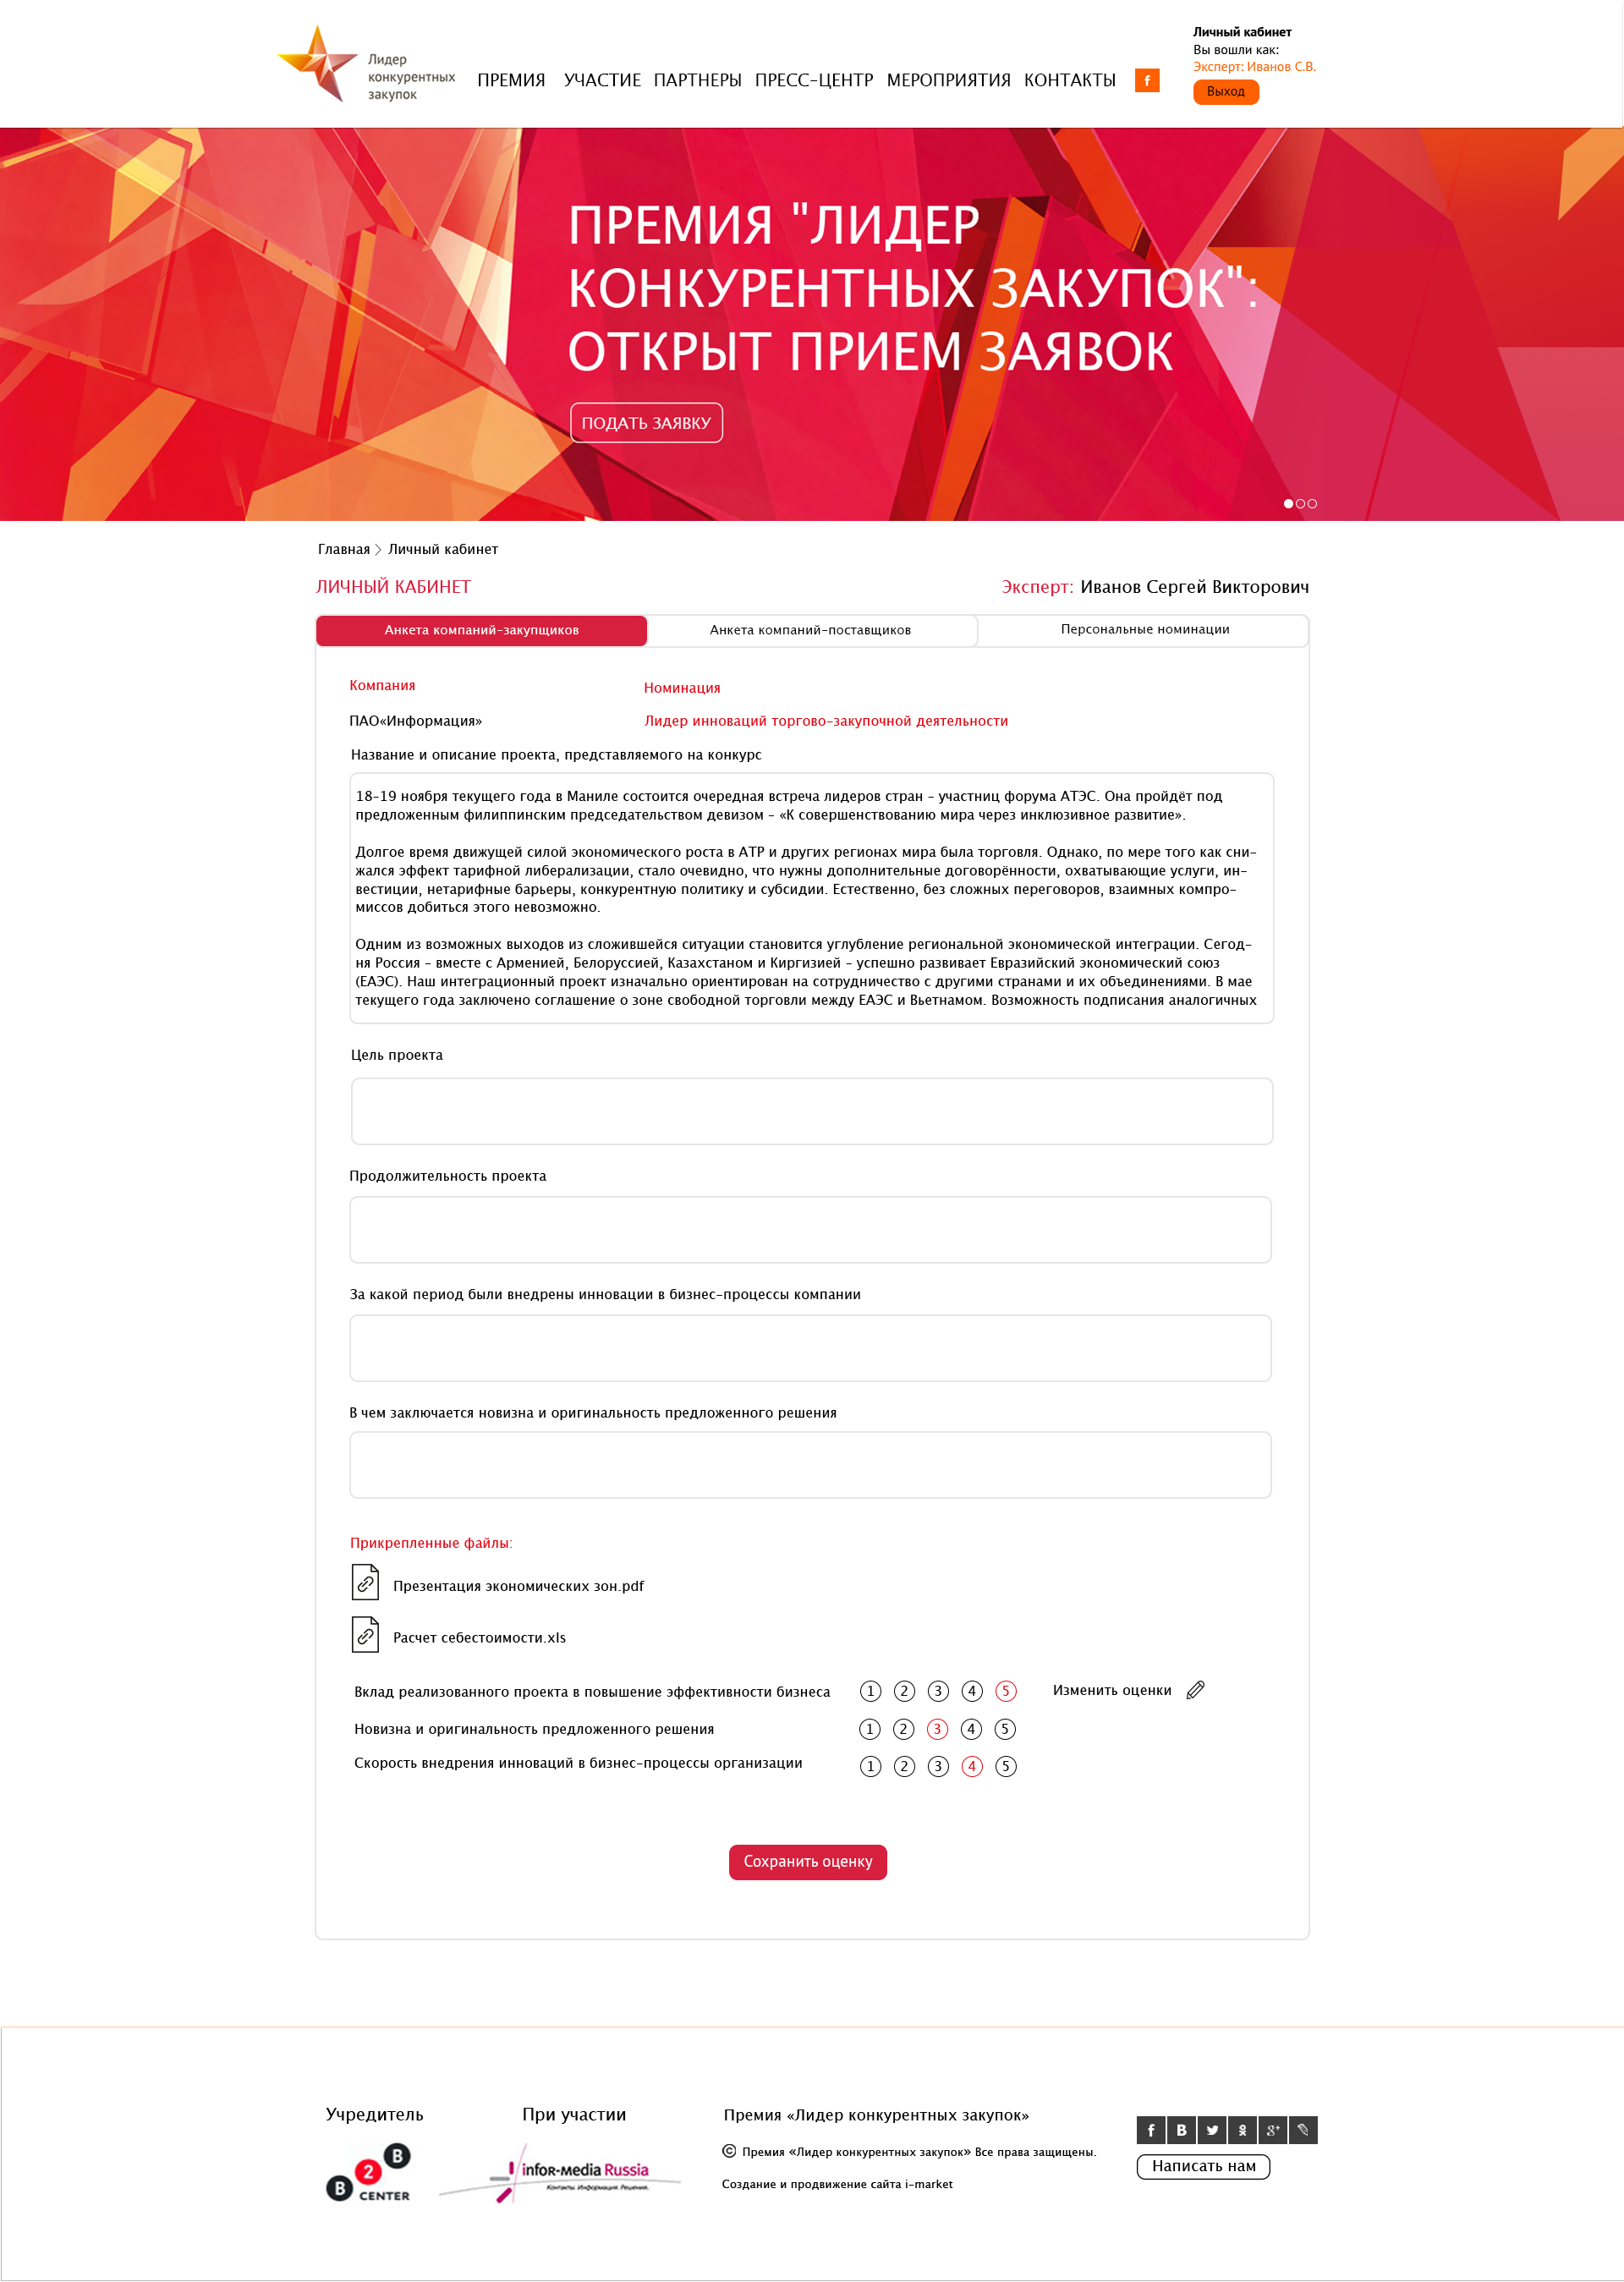 Лидер
конкурентных
закупок
ПРЕМИЯ УЧАСТИЕ ПАРТНЕРЫ ПРЕСС-ЦЕНТР МЕРОПРИЯТИЯ КОНТАКТЫ
f
Личный кабинет
Вы вошли как:
Эксперт: Иванов С.В.
Выход
ПРЕМИЯ "ЛИДЕР
КОНКУРЕНТНЫХ ЗАКУПОК":
ОТКРЫТ ПРИЕМ ЗАЯВОК
ПОДАТЬ ЗАЯВКУ
Главная Личный кабинет
ЛИЧНЫЙ КАБИНЕТ
Эксперт: Иванов Сергей Викторович
Анкета компаний-закупщиков
Анкета компаний-поставщиков
Персональные номинации
Компания
Номинация
ПАО«Информация»
Лидер инноваций торгово-закупочной деятельности
Название и описание проекта, представляемого на конкурс
18-19 ноября текущего года в Маниле состоится очередная встреча лидеров стран – участниц форума АТЭС. Она пройдёт под
предложенным филиппинским председательством девизом – «К совершенствованию мира через инклюзивное развитие».
Долгое время движущей силой экономического роста в АТР и других регионах мира была торговля. Однако, по мере того как сни-
жался эффект тарифной либерализации, стало очевидно, что нужны дополнительные договорённости, охватывающие услуги, ин-
вестиции, нетарифные барьеры, конкурентную политику и субсидии. Естественно, без сложных переговоров, взаимных компро-
миссов добиться этого невозможно.
Одним из возможных выходов из сложившейся ситуации становится углубление региональной экономической интеграции. Сегод-
ня Россия – вместе с Арменией, Белоруссией, Казахстаном и Киргизией – успешно развивает Евразийский экономический союз
(ЕАЭС). Наш интеграционный проект изначально ориентирован на сотрудничество с другими странами и их объединениями. В мае
текущего года заключено соглашение о зоне свободной торговли между ЕАЭС и Вьетнамом. Возможность подписания аналогичных
Цель проекта
Продолжительность проекта
За какой период были внедрены инновации в бизнес-процессы компании
В чем заключается новизна и оригинальность предложенного решения
Прикрепленные файлы:
Презентация экономических зон.pdf
Расчет себестоимости.xls
Вклад реализованного проекта в повышение эффективности бизнеса 1 2 3 4 5 Изменить оценки
Новизна и оригинальность предложенного решения 1 2 3 4 5
Скорость внедрения инноваций в бизнес-процессы организации 1 2 3 4 5
Сохранить оценку
Учредитель
B 2 B CENTER
При участии
infor-media Russia
Контакты. Информация. Решения.
Премия «Лидер конкурентных закупок»
© Премия «Лидер конкурентных закупок» Все права защищены.
Создание и продвижение сайта i-market
f B g+
Написать нам